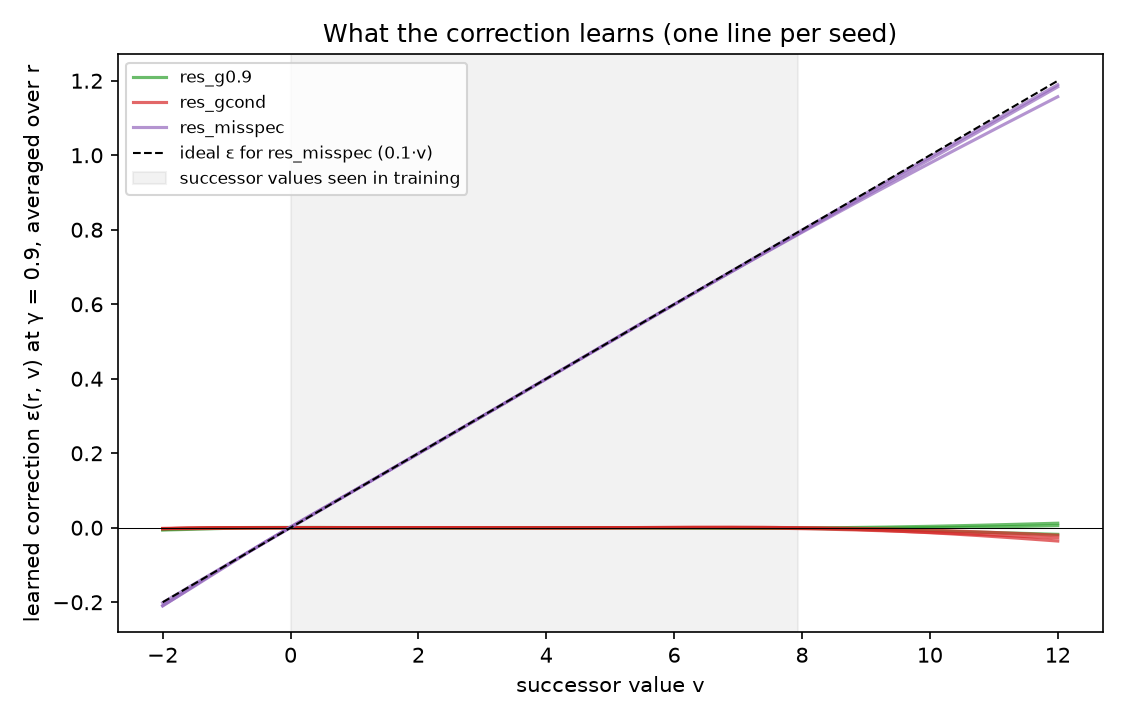 What the correction learns (one line per seed)
learned correction ε(r, v) at γ = 0.9, averaged over r
1.2
1.0
0.8
0.6
0.4
0.2
0.0
−0.2
res_g0.9
res_gcond
res_misspec
ideal ε for res_misspec (0.1·v)
successor values seen in training
−2
0
2
4
6
8
10
12
successor value v